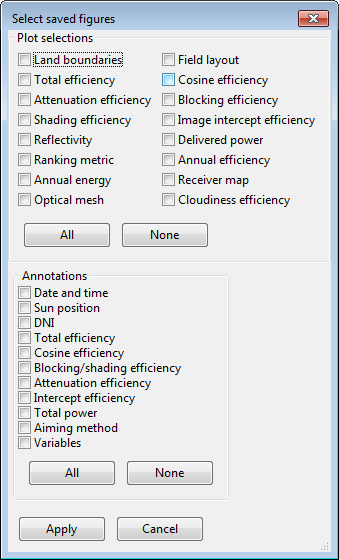 Select saved figures
Plot selections
Land boundaries Field layout
Total efficiency Cosine efficiency
Attenuation efficiency Blocking efficiency
Shading efficiency Image intercept efficiency
Reflectivity Delivered power
Ranking metric Annual efficiency
Annual energy Receiver map
Optical mesh Cloudiness efficiency
All None
Annotations
Date and time
Sun position
DNI
Total efficiency
Cosine efficiency
Blocking/shading efficiency
Attenuation efficiency
Intercept efficiency
Total power
Aiming method
Variables
All None
Apply Cancel